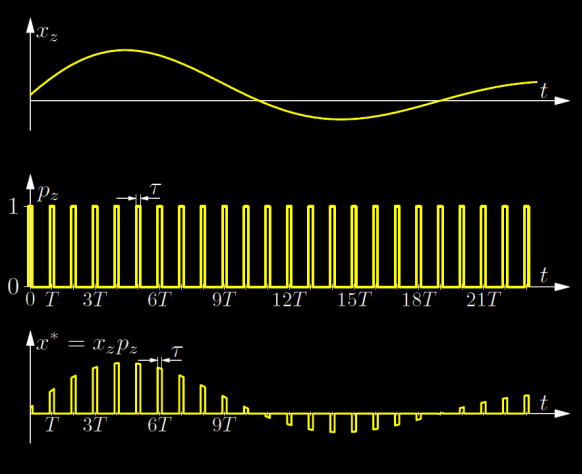 x_z
t
p_z
τ
1
0
t
0 T 3T 6T 9T 12T 15T 18T 21T
x* = x_z p_z
τ
t
T 3T 6T 9T